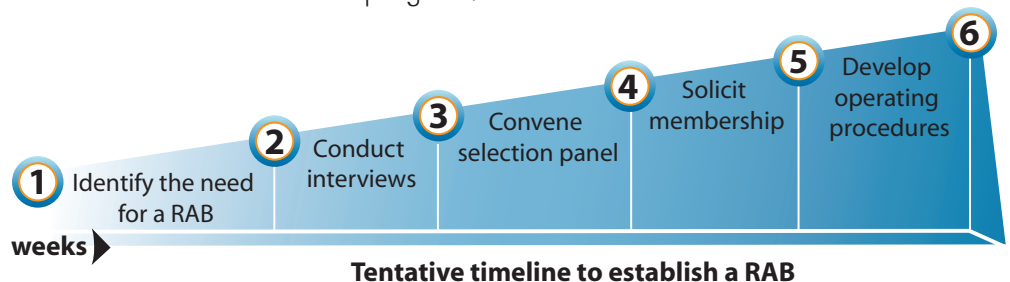 1
Identify the need
for a RAB
2
Conduct
interviews
3
Convene
selection panel
4
Solicit
membership
5
Develop
operating
procedures
6
weeks
Tentative timeline to establish a RAB